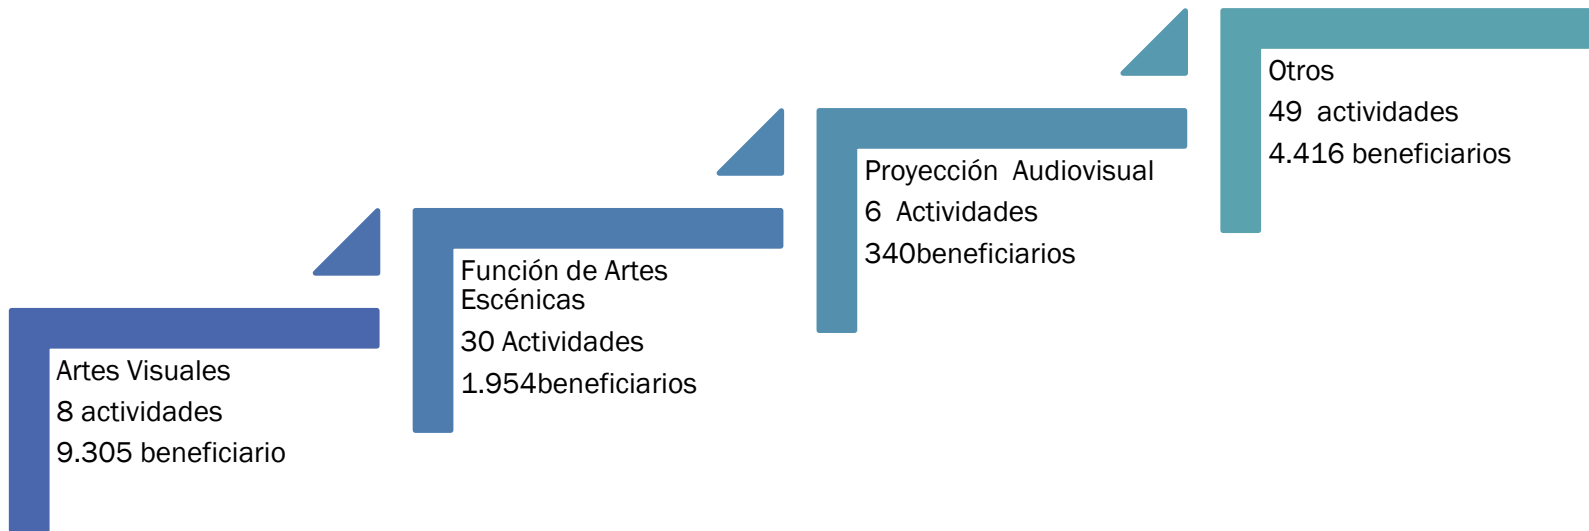 Artes Visuales
8 actividades
9.305 beneficiario
Función de Artes
Escénicas
30 Actividades
1.954beneficiarios
Proyección Audiovisual
6 Actividades
340beneficiarios
Otros
49 actividades
4.416 beneficiarios